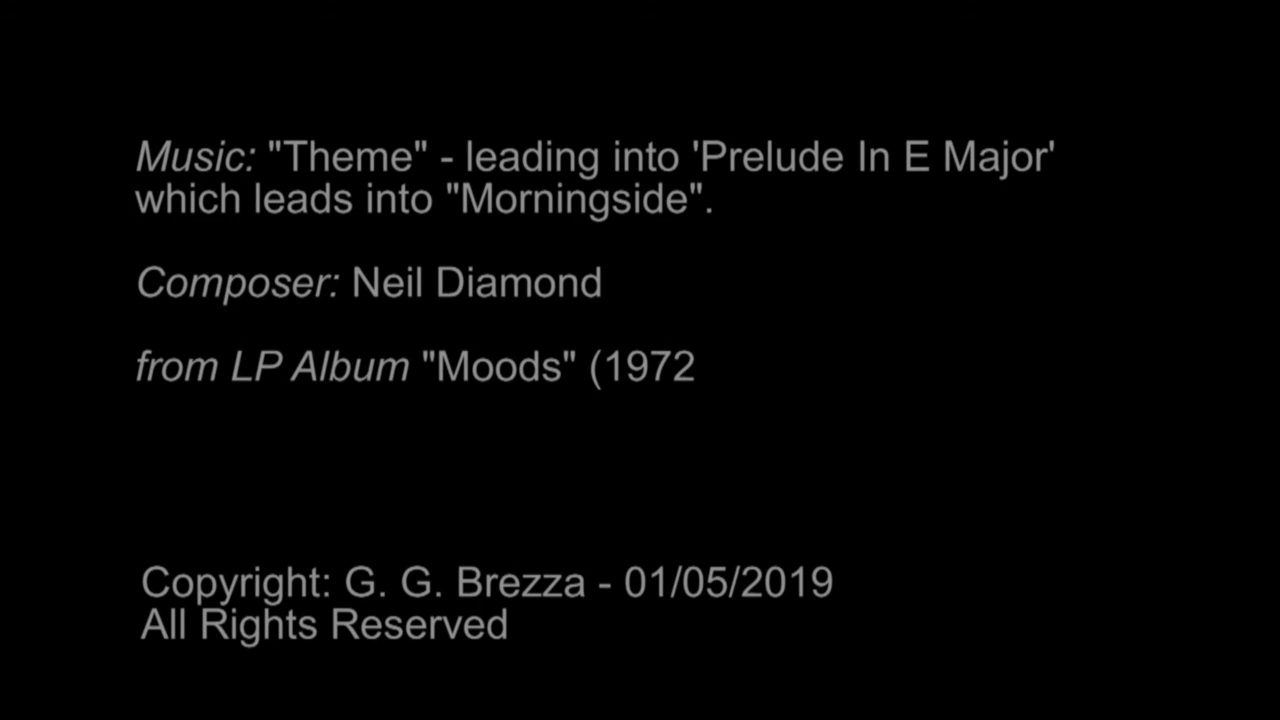 Music: "Theme" - leading into 'Prelude In E Major'
which leads into "Morningside".
Composer: Neil Diamond
from LP Album "Moods" (1972
Copyright: G. G. Brezza - 01/05/2019
All Rights Reserved